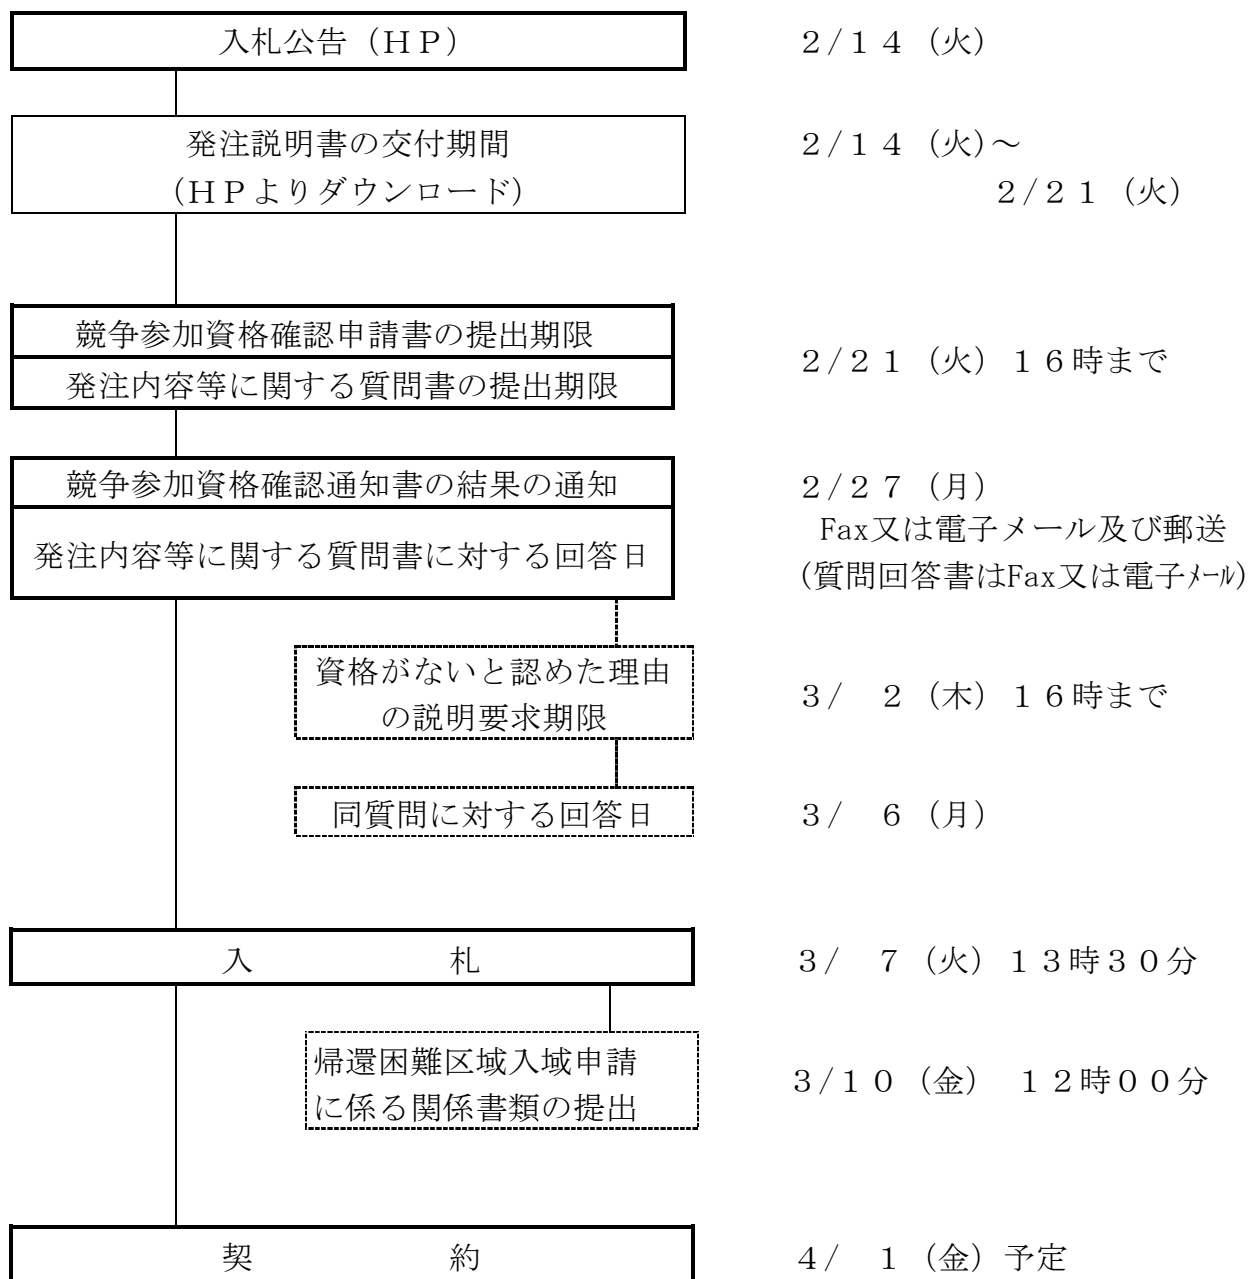 入札公告（ＨＰ）
２/１４（火）
発注説明書の交付期間
（ＨＰよりダウンロード）
２/１４（火）～
２/２１（火）
競争参加資格確認申請書の提出期限
発注内容等に関する質問書の提出期限
２/２１（火）１６時まで
競争参加資格確認通知書の結果の通知
発注内容等に関する質問書に対する回答日
２/２７（月）
Fax又は電子メール及び郵送
(質問回答書はFax又は電子ﾒｰﾙ)
資格がないと認めた理由
の説明要求期限
３/　２（木）１６時まで
同質問に対する回答日
３/　６（月）
入　　　　　札
３/　７（火）１３時３０分
帰還困難区域入域申請
に係る関係書類の提出
３/１０（金）　１２時００分
契　　　　　約
４/　１（金）予定